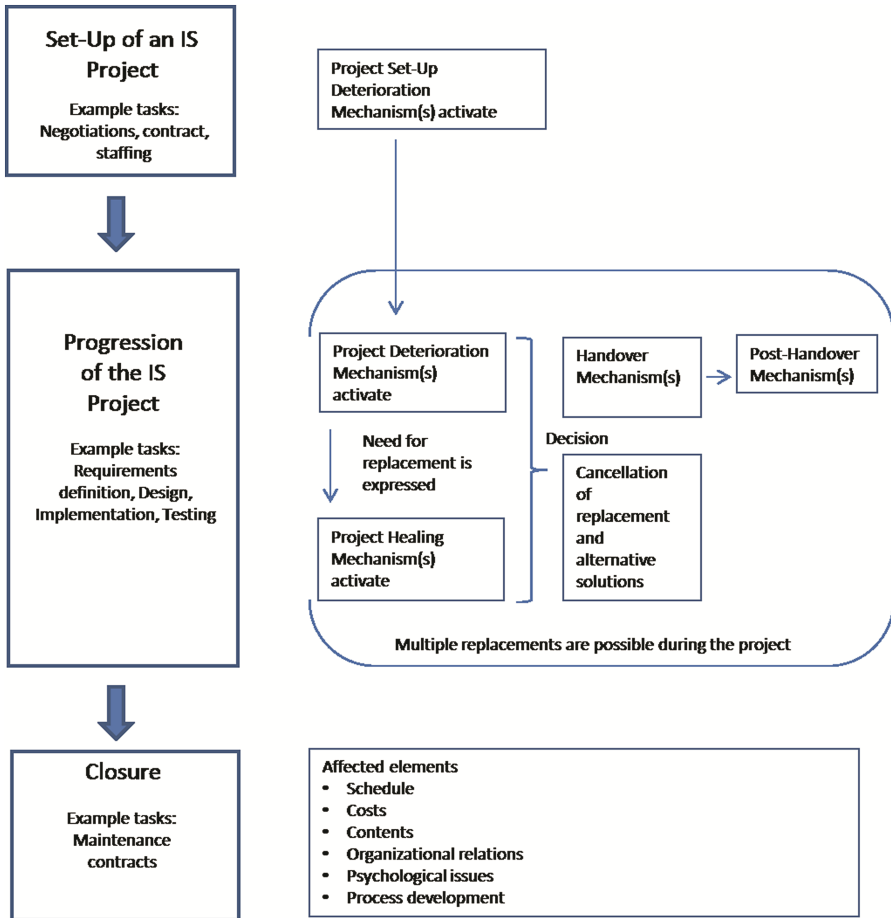 Set-Up of an IS
Project
Example tasks:
Negotiations, contract,
staffing
Project Set-Up
Deterioration
Mechanism(s) activate
Progression
of the IS
Project
Example tasks:
Requirements
definition, Design,
Implementation, Testing
Project Deterioration
Mechanism(s)
activate
Need for
replacement is
expressed
Project Healing
Mechanism(s)
activate
Decision
Handover
Mechanism(s)
Post-Handover
Mechanism(s)
Cancellation
of
replacement
and
alternative
solutions
Multiple replacements are possible during the project
Closure
Example tasks:
Maintenance
contracts
Affected elements
• Schedule
• Costs
• Contents
• Organizational relations
• Psychological issues
• Process development